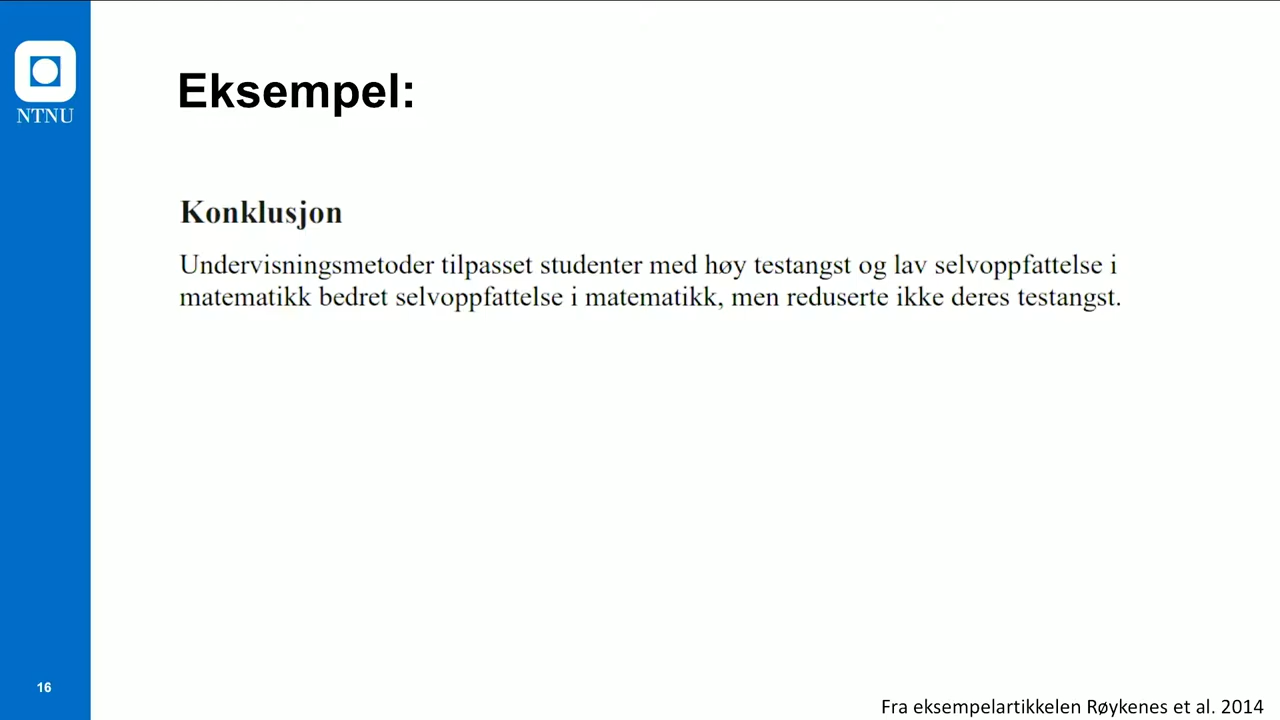 NTNU
Eksempel:
Konklusjon
Undervisningsmetoder tilpasset studenter med høy testangst og lav selvoppfattelse i
matematikk bedret selvoppfattelse i matematikk, men reduserte ikke deres testangst.
16
Fra eksempelartikkelen Røykenes et al. 2014